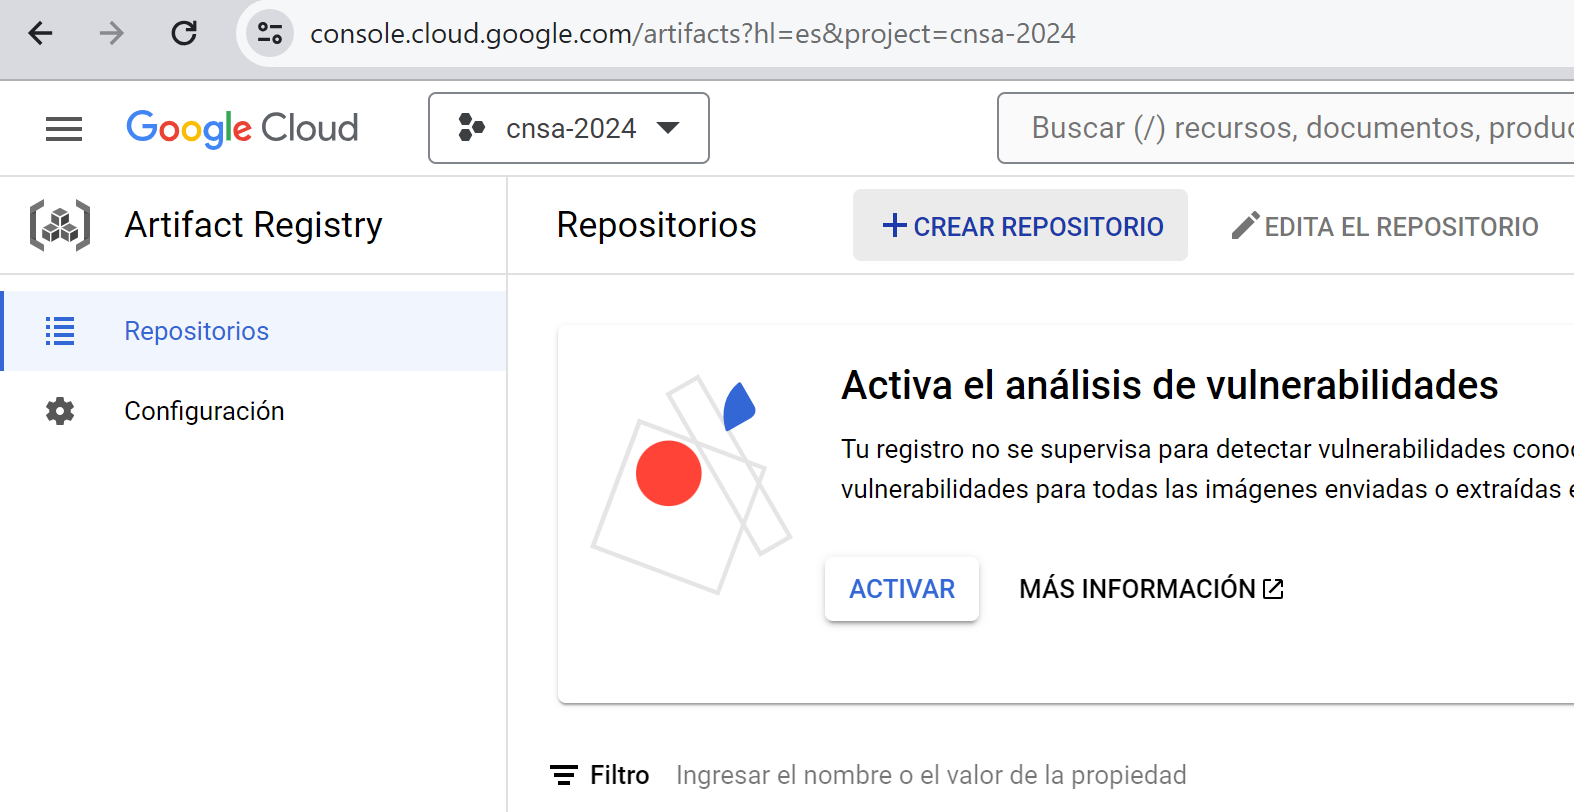 console.cloud.google.com/artifacts?hl=es&project=cnsa-2024
Google Cloud
cnsa-2024
Buscar (/) recursos, documentos,
Artifact Registry
Repositorios
CREAR REPOSITORIO
EDITA EL REPOSITORIO
Repositorios
Configuración
Activa el análisis de vulnerabilidades
Tu registro no se supervisa para detectar vulnerabilidades
vulnerabilidades para todas las imágenes enviadas o extraídas
ACTIVAR
MÁS INFORMACIÓN
Filtro
Ingresar el nombre o el valor de la propiedad